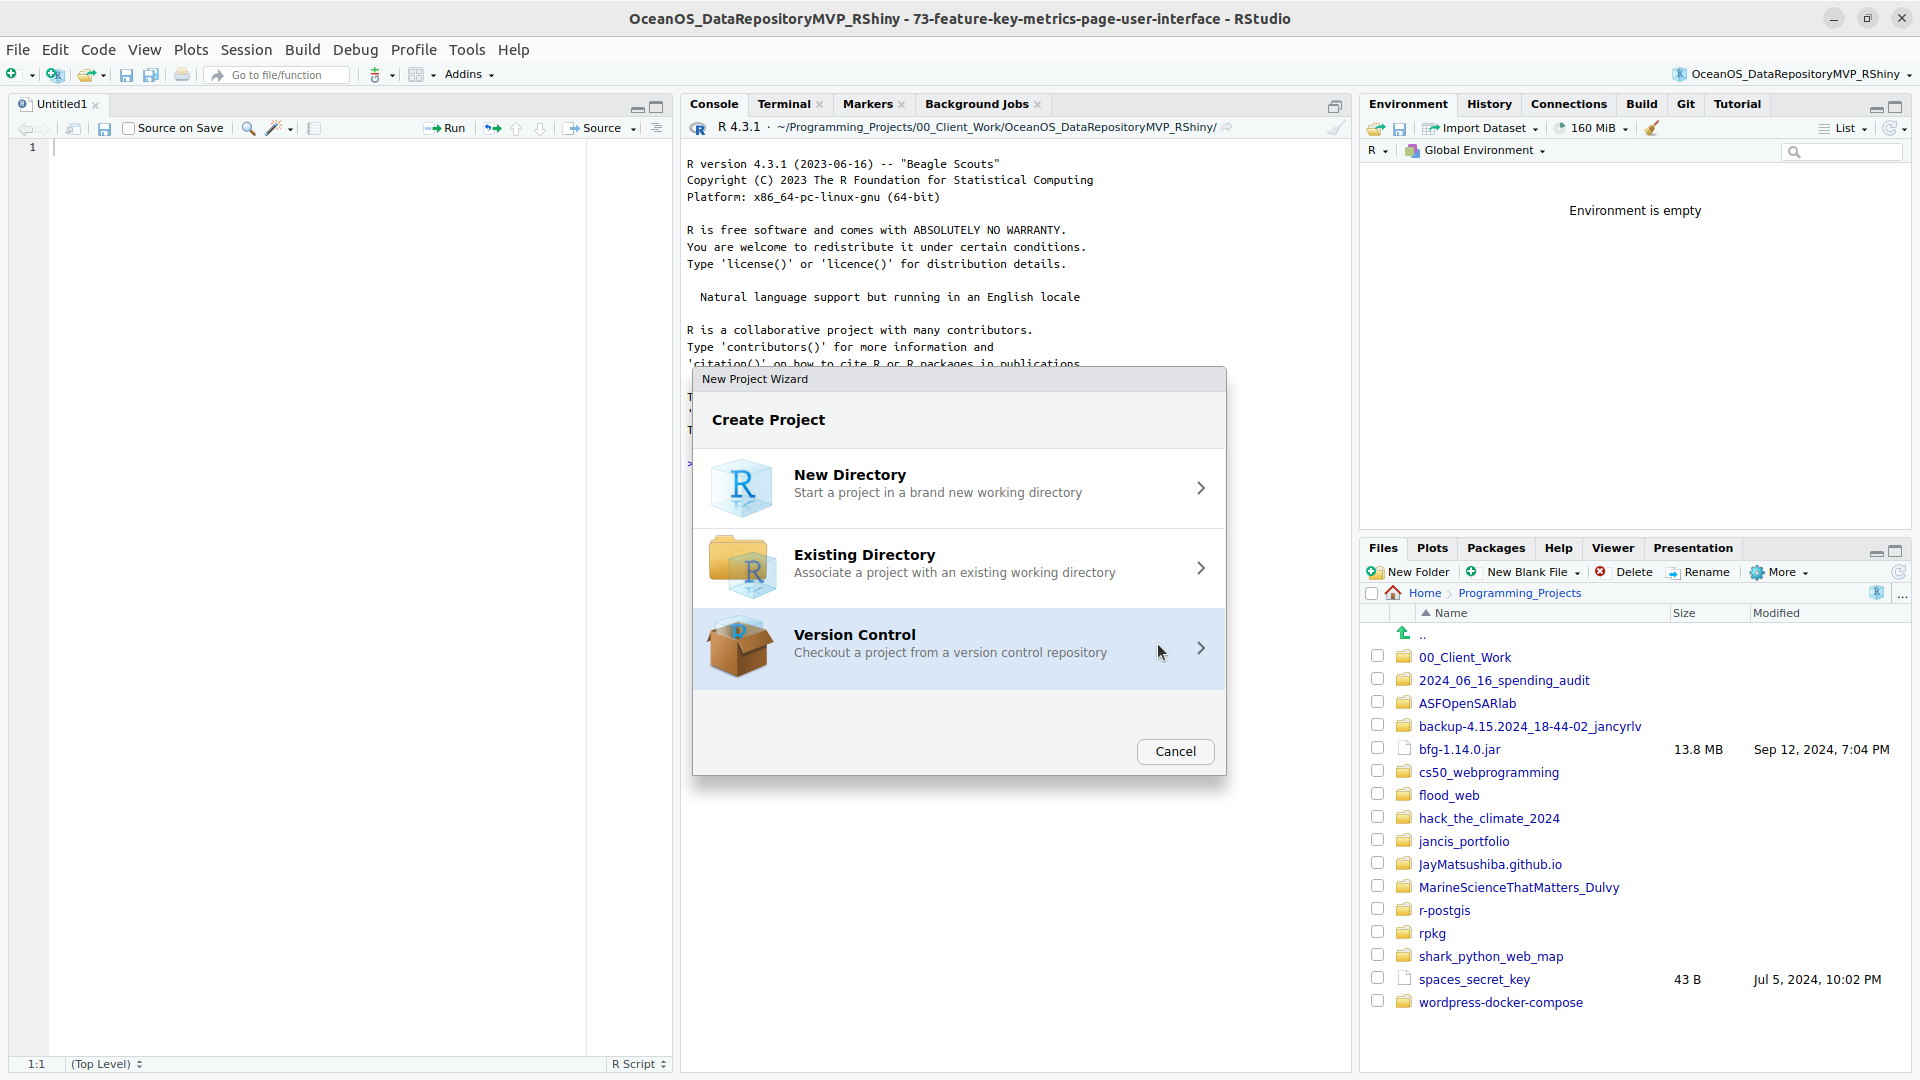 OceanOS_DataRepositoryMVP_RShiny - 73-feature-key-metrics-page-user-interface - RStudio
File Edit Code View Plots Session Build Debug Profile Tools Help
Go to file/function Addins OceanOS_DataRepositoryMVP_RShiny
Untitled1
Source on Save Run Source
1
1:1 (Top Level) R Script
Console Terminal Markers Background Jobs
R 4.3.1 · ~/Programming_Projects/00_Client_Work/OceanOS_DataRepositoryMVP_RShiny/
R version 4.3.1 (2023-06-16) -- "Beagle Scouts"
Copyright (C) 2023 The R Foundation for Statistical Computing
Platform: x86_64-pc-linux-gnu (64-bit)
R is free software and comes with ABSOLUTELY NO WARRANTY.
You are welcome to redistribute it under certain conditions.
Type 'license()' or 'licence()' for distribution details.
Natural language support but running in an English locale
R is a collaborative project with many contributors.
Type 'contributors()' for more information and
'citation()' on how to cite R or R packages in publications
T
'
T
>
New Project Wizard
Create Project
New Directory
Start a project in a brand new working directory
Existing Directory
Associate a project with an existing working directory
Version Control
Checkout a project from a version control repository
Cancel
Environment History Connections Build Git Tutorial
Import Dataset 160 MiB List
R Global Environment
Environment is empty
Files Plots Packages Help Viewer Presentation
New Folder New Blank File Delete Rename More
Home Programming_Projects ...
Name Size Modified
..
00_Client_Work
2024_06_16_spending_audit
ASFOpenSARlab
backup-4.15.2024_18-44-02_jancyrlv
bfg-1.14.0.jar 13.8 MB Sep 12, 2024, 7:04 PM
cs50_webprogramming
flood_web
hack_the_climate_2024
jancis_portfolio
JayMatsushiba.github.io
MarineScienceThatMatters_Dulvy
r-postgis
rpkg
shark_python_web_map
spaces_secret_key 43 B Jul 5, 2024, 10:02 PM
wordpress-docker-compose